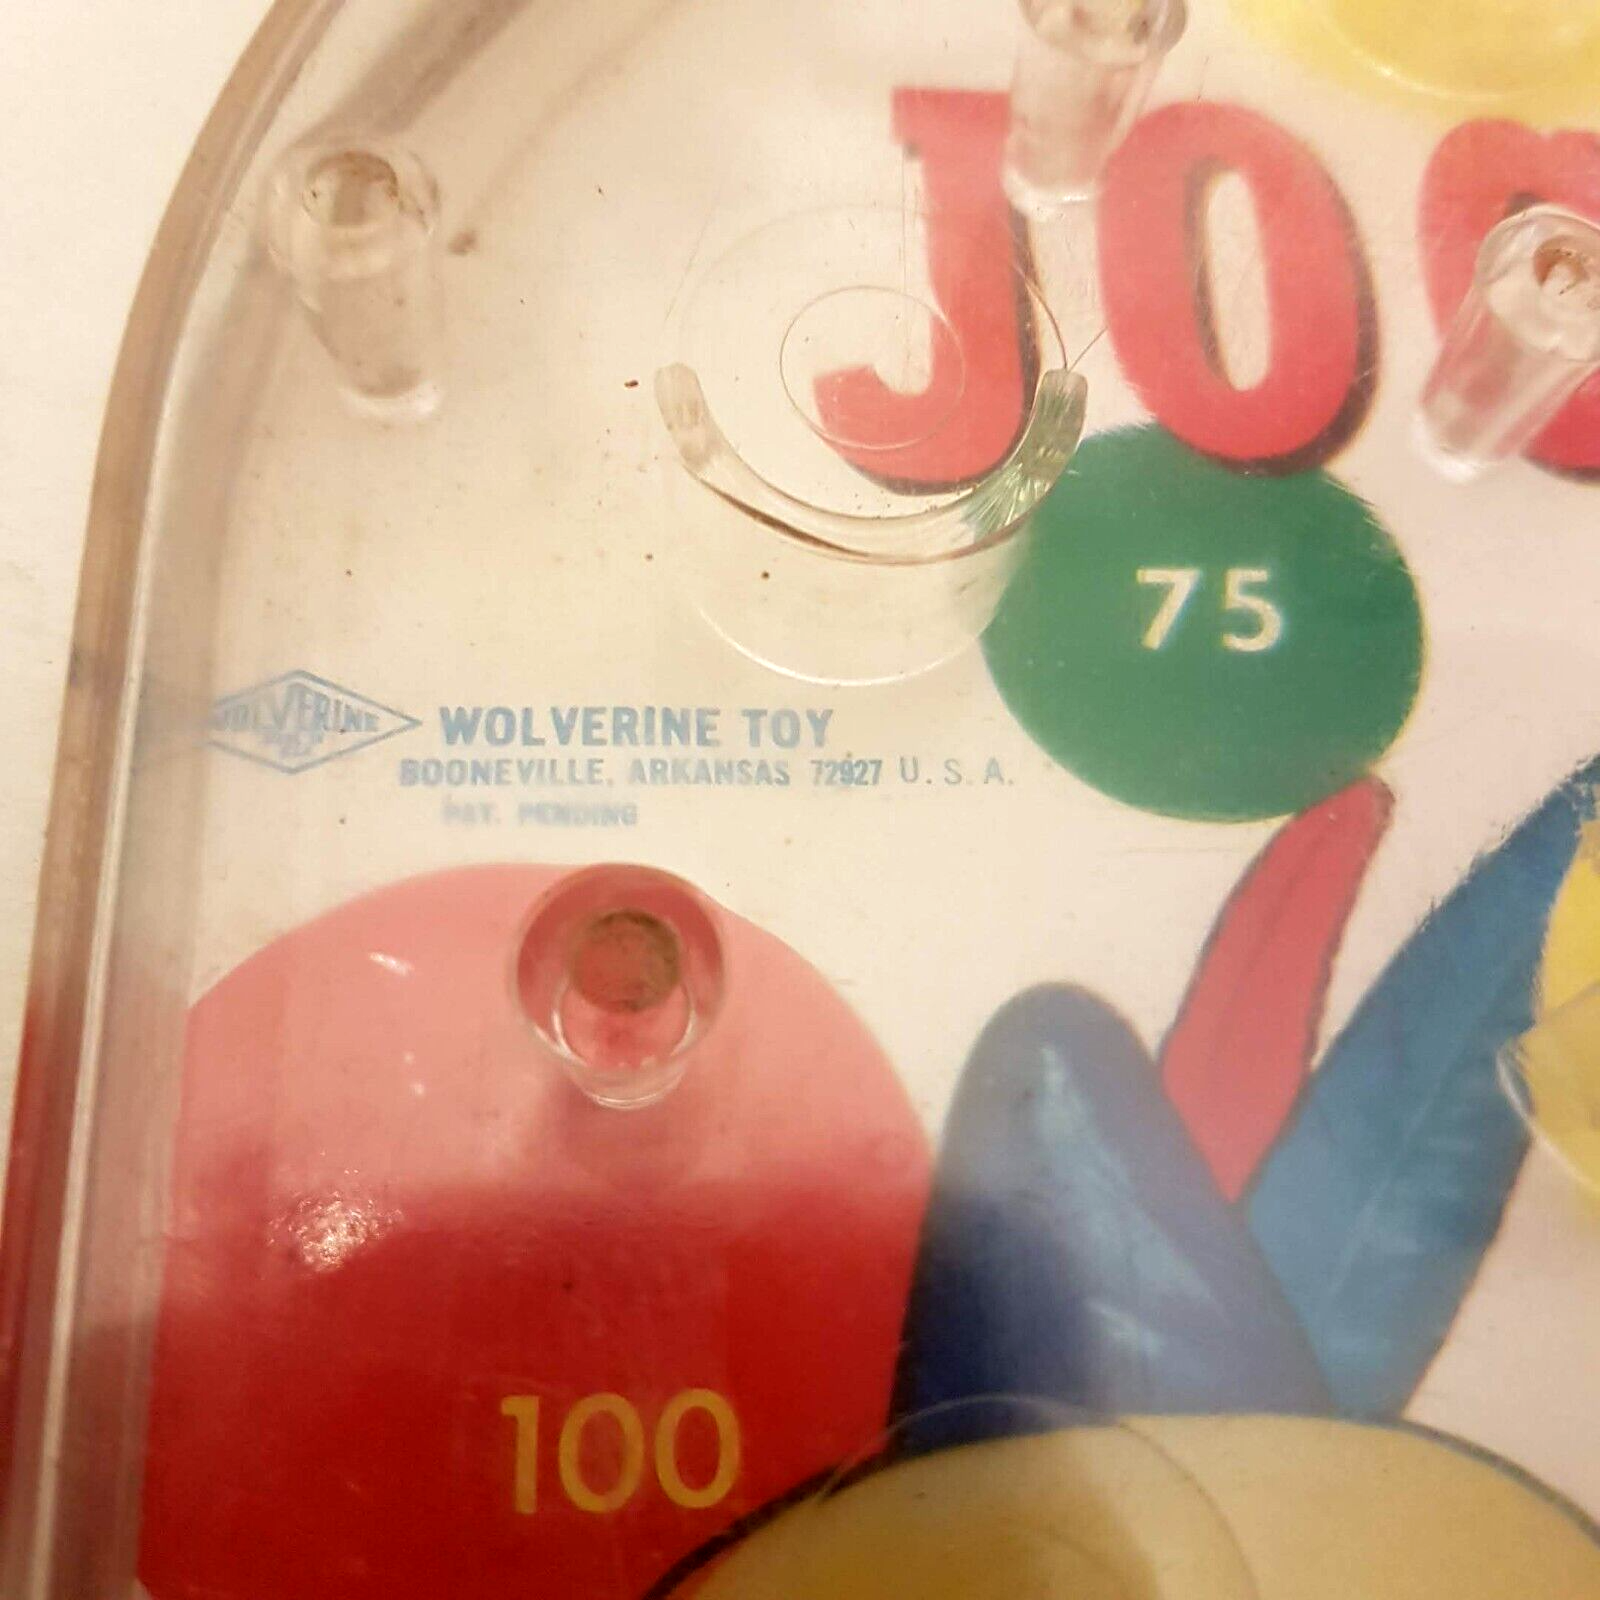 JO
75
WOLVERINE
WOLVERINE TOY
BOONEVILLE, ARKANSAS 72927 U.S.A.
PAT. PENDING
100